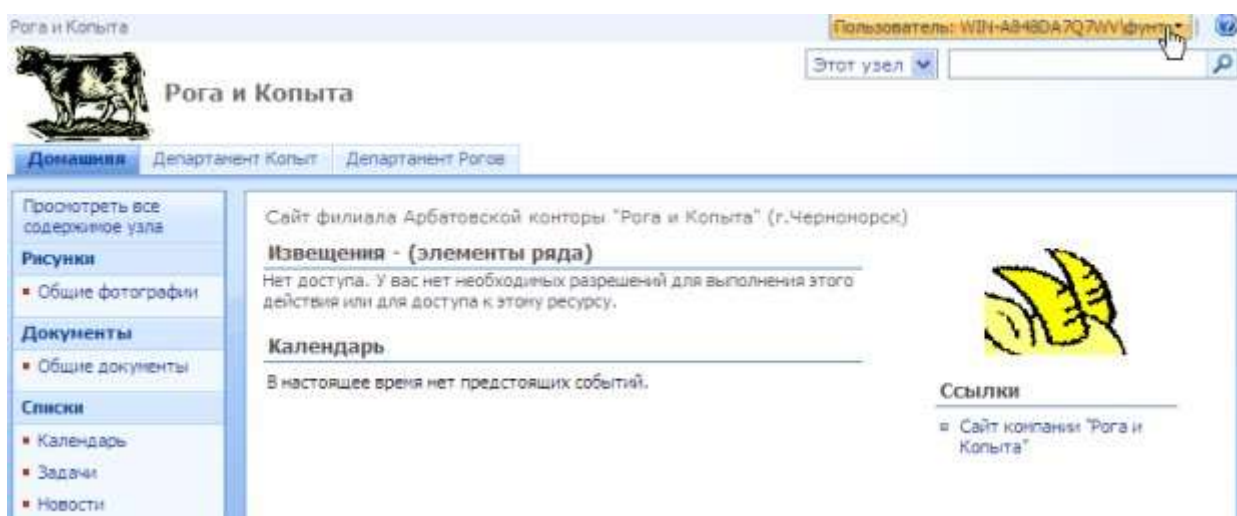 Рога и Копыта
Пользователь: WIN-A848DA7Q7WV\фунт
Этот узел
Рога и Копыта
Домашняя
Департамент Копыт
Департамент Рогов
Просмотреть все
содержимое узла
Рисунки
Общие фотографии
Документы
Общие документы
Списки
Календарь
Задачи
Новости
Сайт филиала Арбатовской конторы "Рога и Копыта" (г.Черноморск)
Извещения - (элементы ряда)
Нет доступа. У вас нет необходимых разрешений для выполнения этого
действия или для доступа к этому ресурсу.
Календарь
В настоящее время нет предстоящих событий.
Ссылки
Сайт компании "Рога и
Копыта"